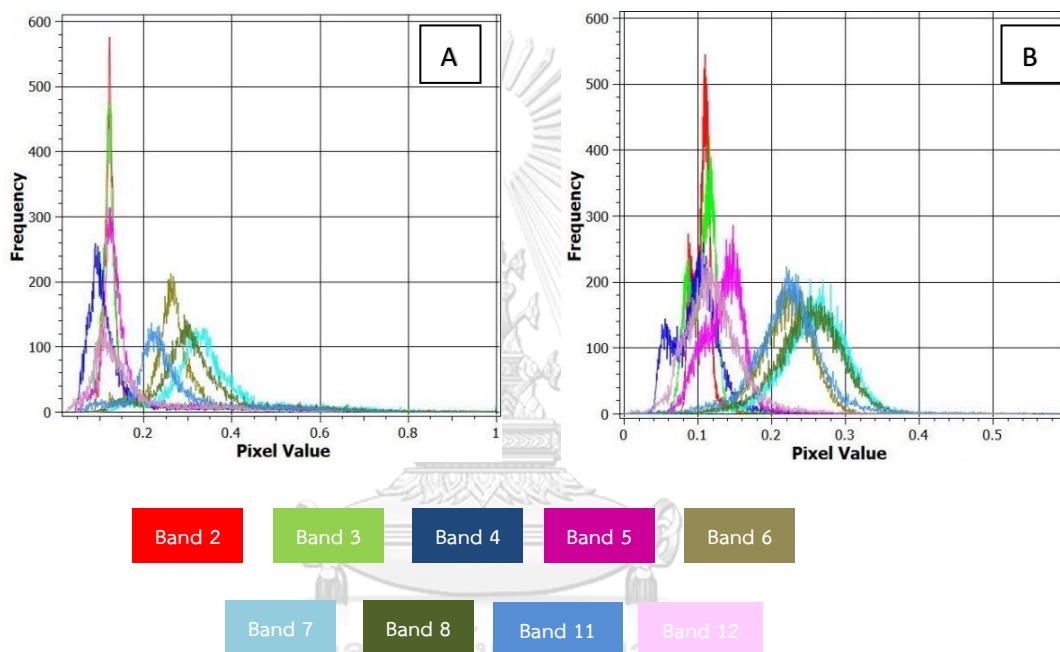 A
Frequency
600
500
400
300
200
100
0
0.2 0.4 0.6 0.8 1
Pixel Value
B
Frequency
600
500
400
300
200
100
0
0 0.1 0.2 0.3 0.4 0.5
Pixel Value
Band 2 Band 3 Band 4 Band 5 Band 6
Band 7 Band 8 Band 11 Band 12